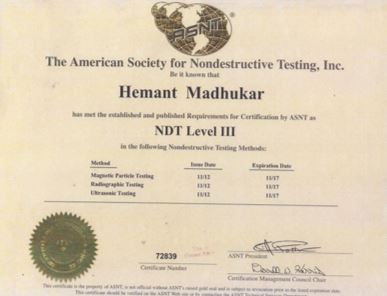 ASNT
The American Society for Nondestructive Testing, Inc.
Be it known that
Hemant Madhukar
has met the established and published Requirements for Certification by ASNT as
NDT Level III
in the following Nondestructive Testing Methods:
Method Issue Date Expiration Date
Magnetic Particle Testing 11/12 11/17
Radiographic Testing 11/12 11/17
Ultrasonic Testing 11/12 11/17
72839
Certificate Number
ASNT President
Certification Management Council Chair
This certificate is the property of ASNT, is not official without ASNT's raised gold seal and is subject to revocation prior to the listed expiration date.
This certificate should be verified on the ASNT Web site or by contacting the ASNT